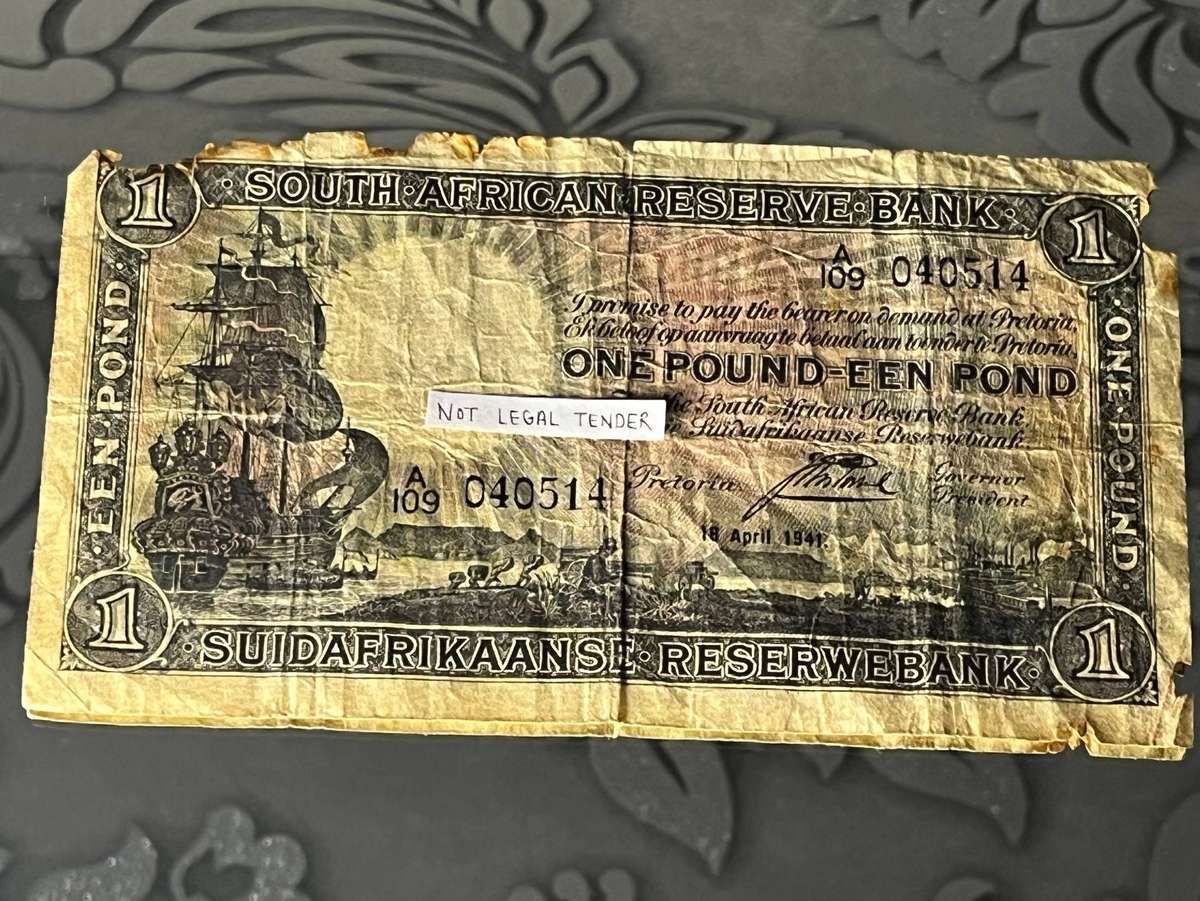 1 · SOUTH · AFRICAN RESERVE · BANK · 1
A
109 040514
I promise to pay the bearer on demand at Pretoria,
Ek beloof op aanvraag te betaal aan toonder te Pretoria,
ONE POUND-EEN POND
NOT LEGAL TENDER
the South African Reserve Bank.
Suidafrikaanse Reserwebank.
A
109 040514
Pretoria
Governor
President
18 April 1941.
· EEN · POND ·
· ONE · POUND ·
1 · SUIDAFRIKAANSE · RESERWEBANK · 1